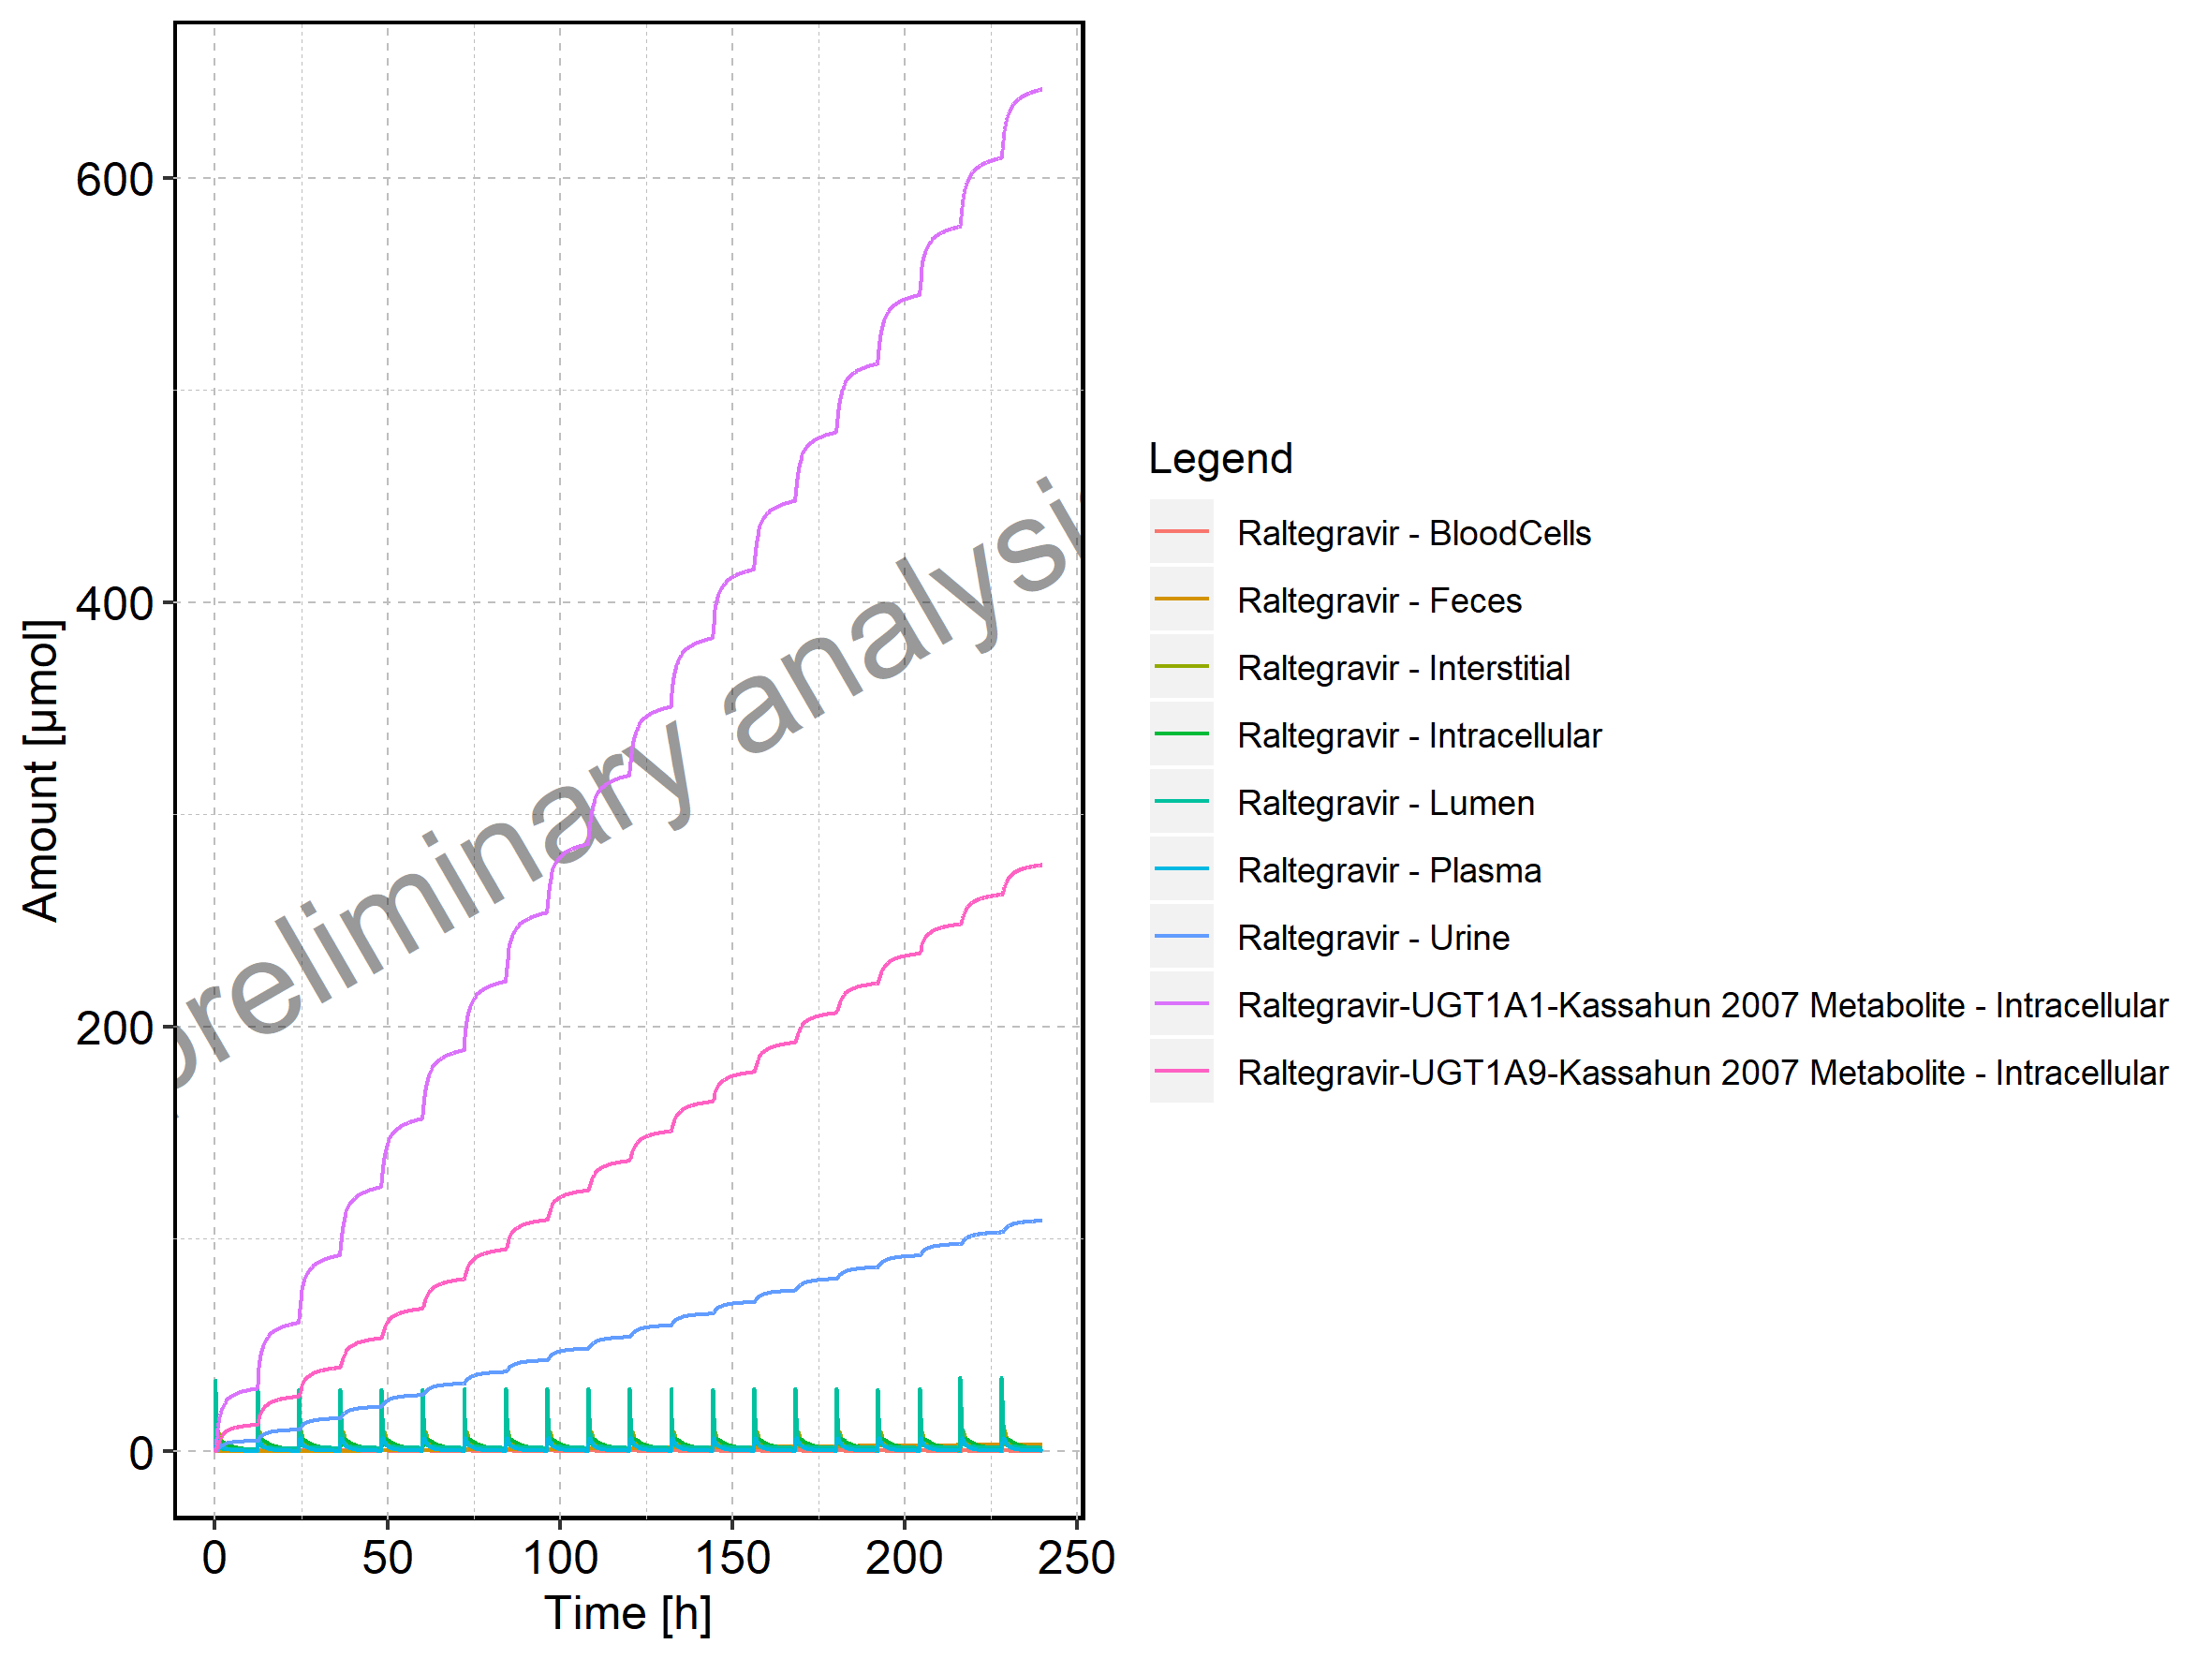 600
400
200
0
Amount [µmol]
0 50 100 150 200 250
Time [h]
preliminary analysis
Legend
Raltegravir - BloodCells
Raltegravir - Feces
Raltegravir - Interstitial
Raltegravir - Intracellular
Raltegravir - Lumen
Raltegravir - Plasma
Raltegravir - Urine
Raltegravir-UGT1A1-Kassahun 2007 Metabolite - Intracellular
Raltegravir-UGT1A9-Kassahun 2007 Metabolite - Intracellular